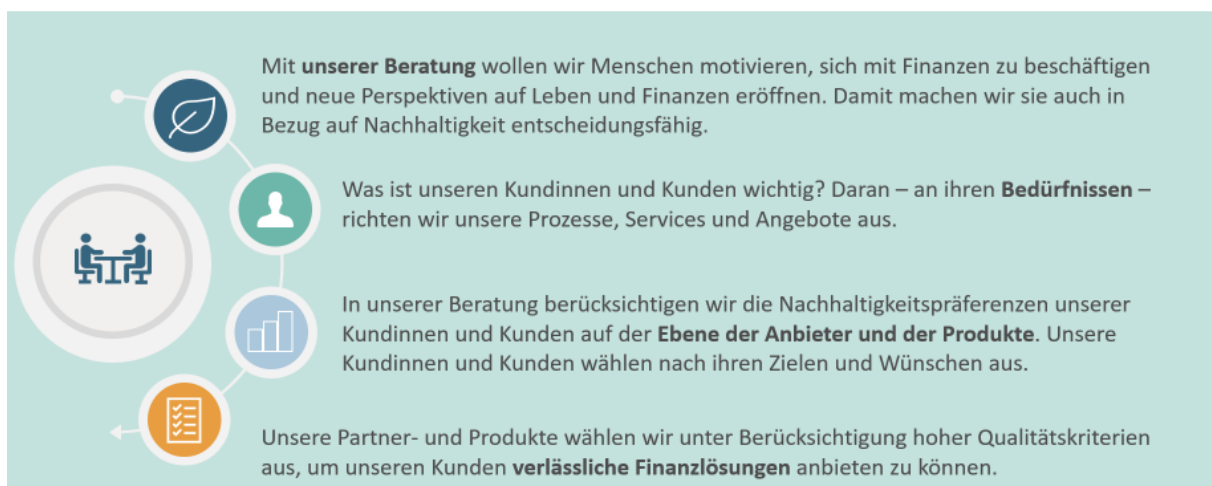 Mit unserer Beratung wollen wir Menschen motivieren, sich mit Finanzen zu beschäftigen
und neue Perspektiven auf Leben und Finanzen eröffnen. Damit machen wir sie auch in
Bezug auf Nachhaltigkeit entscheidungsfähig.
Was ist unseren Kundinnen und Kunden wichtig? Daran – an ihren Bedürfnissen –
richten wir unsere Prozesse, Services und Angebote aus.
In unserer Beratung berücksichtigen wir die Nachhaltigkeitspräferenzen unserer
Kundinnen und Kunden auf der Ebene der Anbieter und der Produkte. Unsere
Kundinnen und Kunden wählen nach ihren Zielen und Wünschen aus.
Unsere Partner- und Produkte wählen wir unter Berücksichtigung hoher Qualitätskriterien
aus, um unseren Kunden verlässliche Finanzlösungen anbieten zu können.